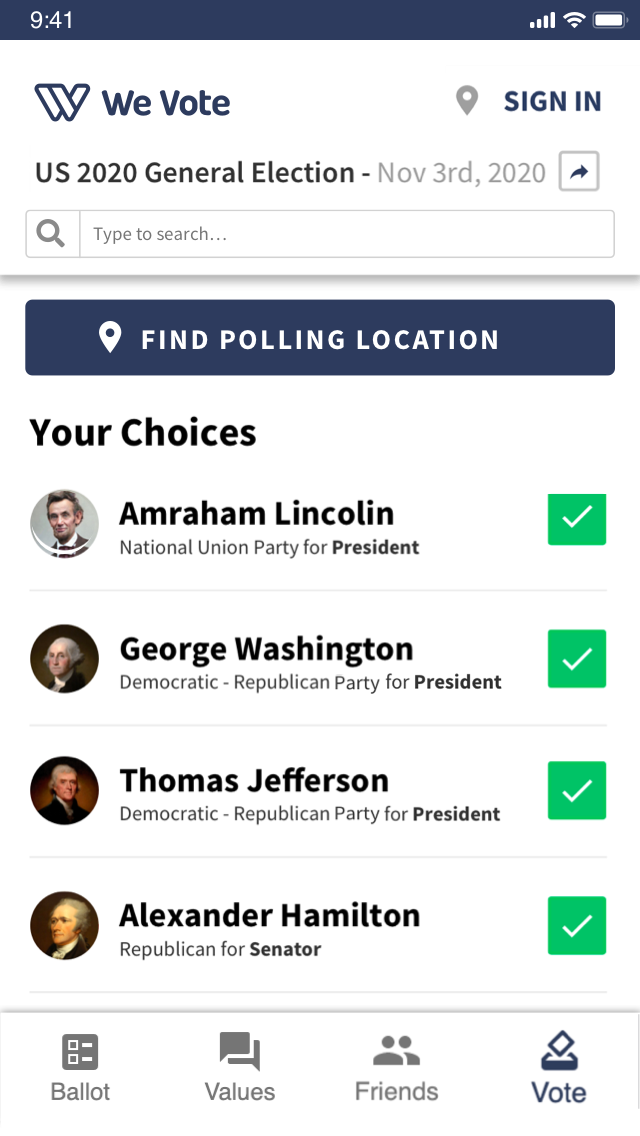 9:41
We Vote
SIGN IN
US 2020 General Election - Nov 3rd, 2020
Type to search...
FIND POLLING LOCATION
Your Choices
Amraham Lincolin
National Union Party for President
George Washington
Democratic - Republican Party for President
Thomas Jefferson
Democratic - Republican Party for President
Alexander Hamilton
Republican for Senator
Ballot
Values
Friends
Vote